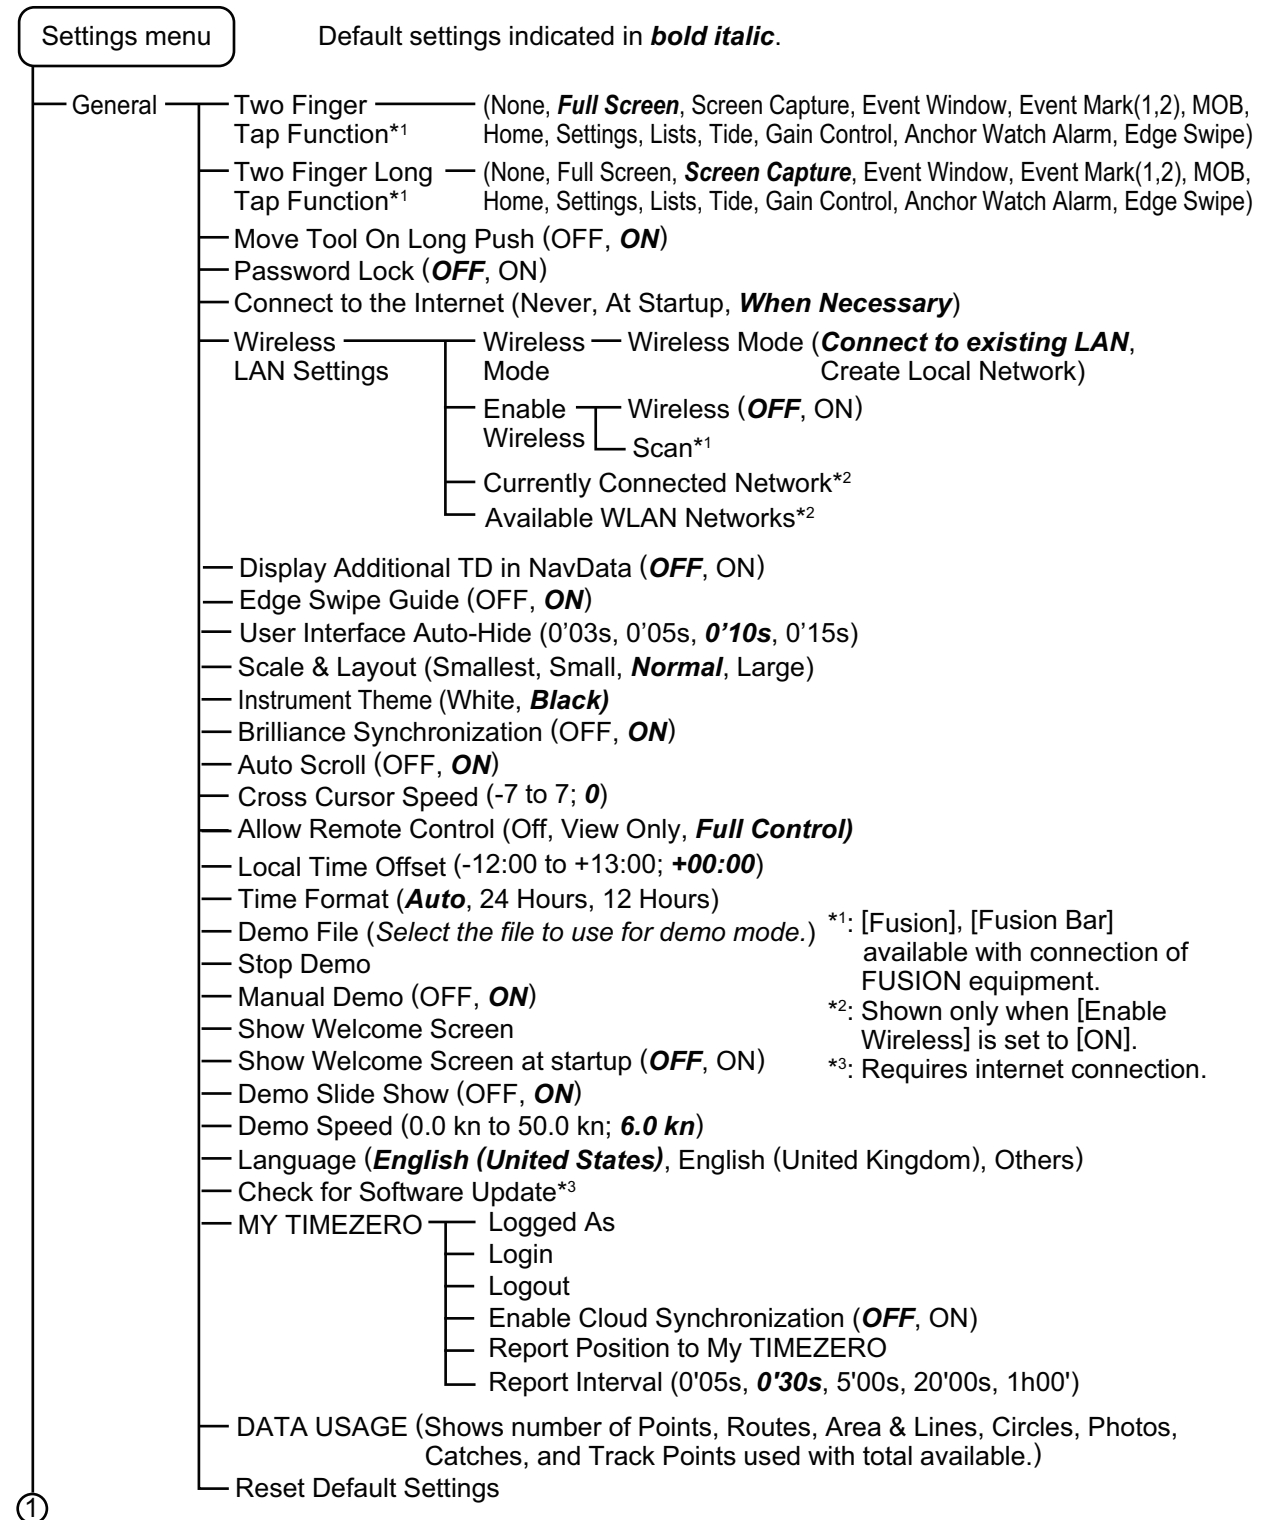 Settings menu
Default settings indicated in bold italic.
General
Two Finger
Tap Function*1
(None, Full Screen, Screen Capture, Event Window, Event Mark(1,2), MOB,
Home, Settings, Lists, Tide, Gain Control, Anchor Watch Alarm, Edge Swipe)
Two Finger Long
Tap Function*1
(None, Full Screen, Screen Capture, Event Window, Event Mark(1,2), MOB,
Home, Settings, Lists, Tide, Gain Control, Anchor Watch Alarm, Edge Swipe)
Move Tool On Long Push (OFF, ON)
Password Lock (OFF, ON)
Connect to the Internet (Never, At Startup, When Necessary)
Wireless
LAN Settings
Wireless
Mode
Wireless Mode (Connect to existing LAN,
Create Local Network)
Enable
Wireless
Wireless (OFF, ON)
Scan*1
Currently Connected Network*2
Available WLAN Networks*2
Display Additional TD in NavData (OFF, ON)
Edge Swipe Guide (OFF, ON)
User Interface Auto-Hide (0’03s, 0’05s, 0’10s, 0’15s)
Scale & Layout (Smallest, Small, Normal, Large)
Instrument Theme (White, Black)
Brilliance Synchronization (OFF, ON)
Auto Scroll (OFF, ON)
Cross Cursor Speed (-7 to 7; 0)
Allow Remote Control (Off, View Only, Full Control)
Local Time Offset (-12:00 to +13:00; +00:00)
Time Format (Auto, 24 Hours, 12 Hours)
Demo File (Select the file to use for demo mode.)
Stop Demo
Manual Demo (OFF, ON)
Show Welcome Screen
Show Welcome Screen at startup (OFF, ON)
Demo Slide Show (OFF, ON)
Demo Speed (0.0 kn to 50.0 kn; 6.0 kn)
Language (English (United States), English (United Kingdom), Others)
Check for Software Update*3
*1: [Fusion], [Fusion Bar]
available with connection of
FUSION equipment.
*2: Shown only when [Enable
Wireless] is set to [ON].
*3: Requires internet connection.
MY TIMEZERO
Logged As
Login
Logout
Enable Cloud Synchronization (OFF, ON)
Report Position to My TIMEZERO
Report Interval (0'05s, 0'30s, 5'00s, 20'00s, 1h00')
DATA USAGE (Shows number of Points, Routes, Area & Lines, Circles, Photos,
Catches, and Track Points used with total available.)
Reset Default Settings
1